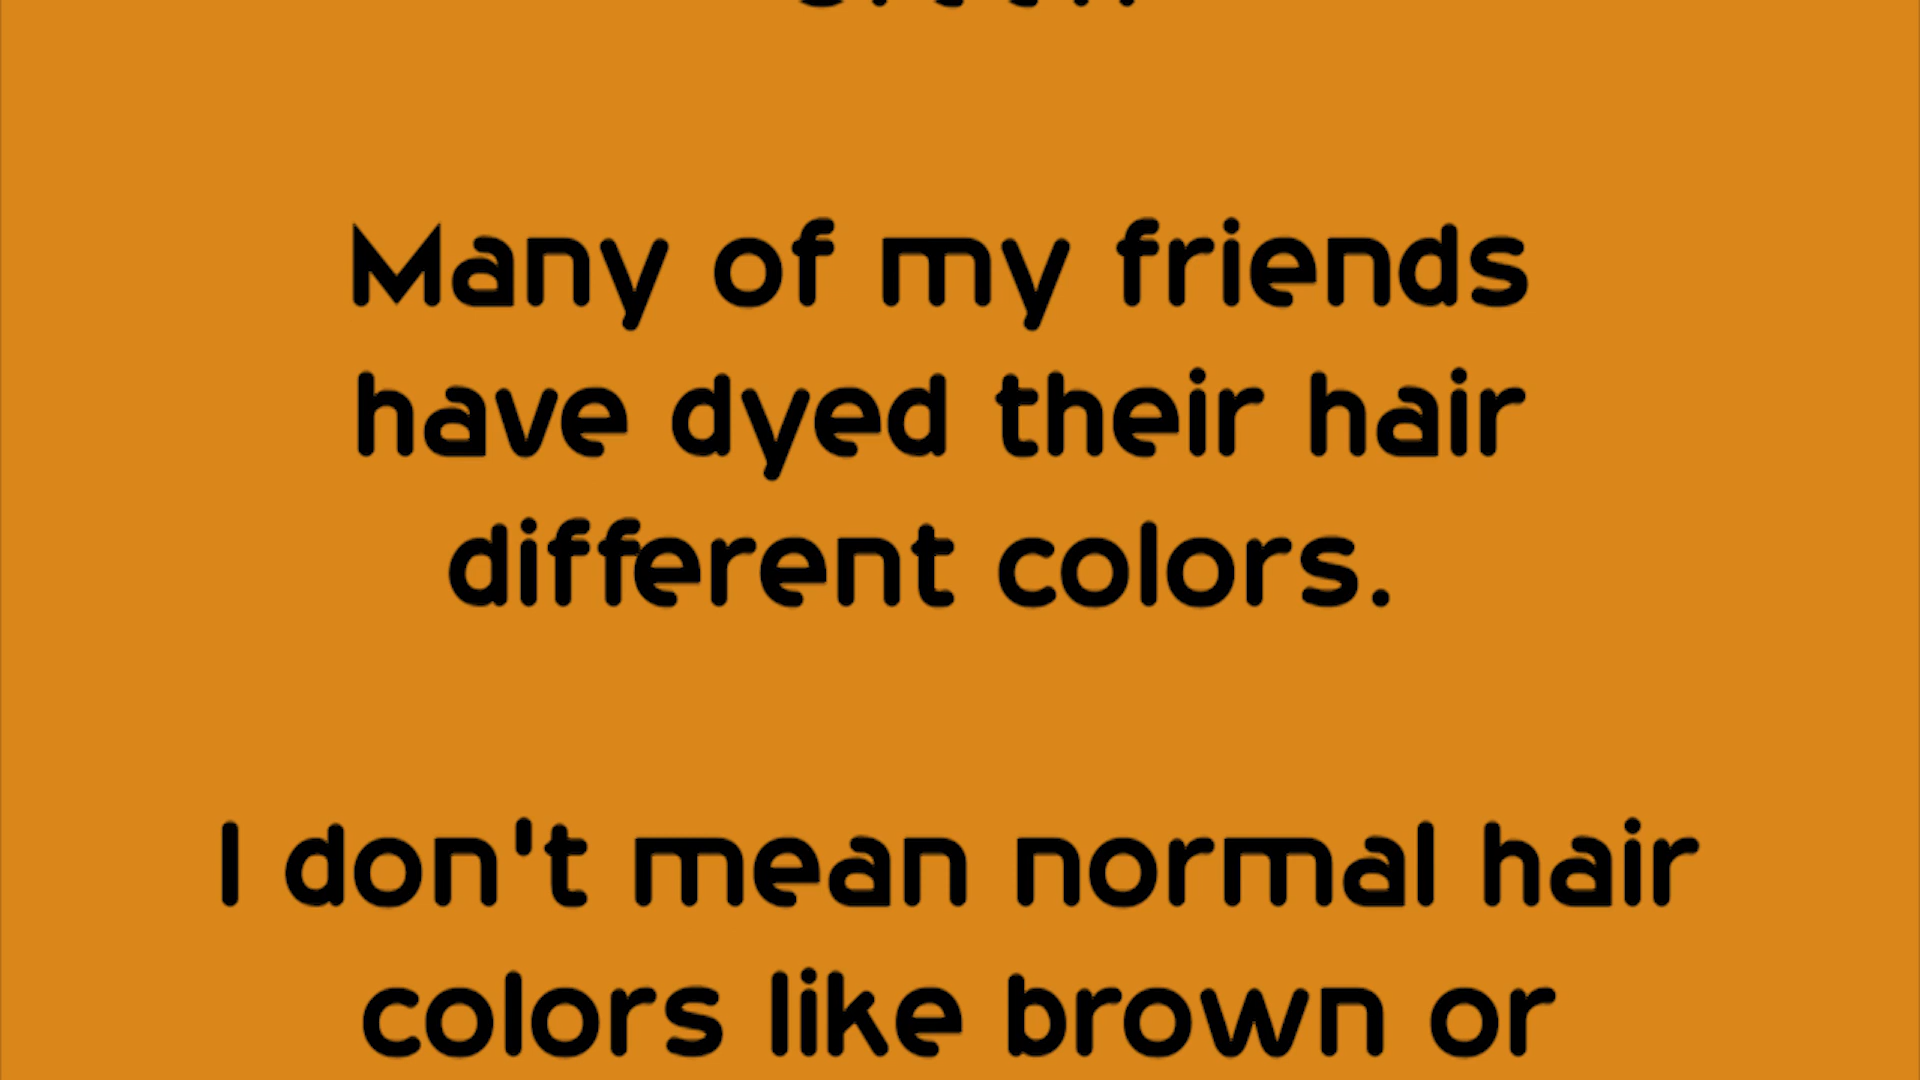 Many of my friends
have dyed their hair
different colors.
I don't mean normal hair
colors like brown or